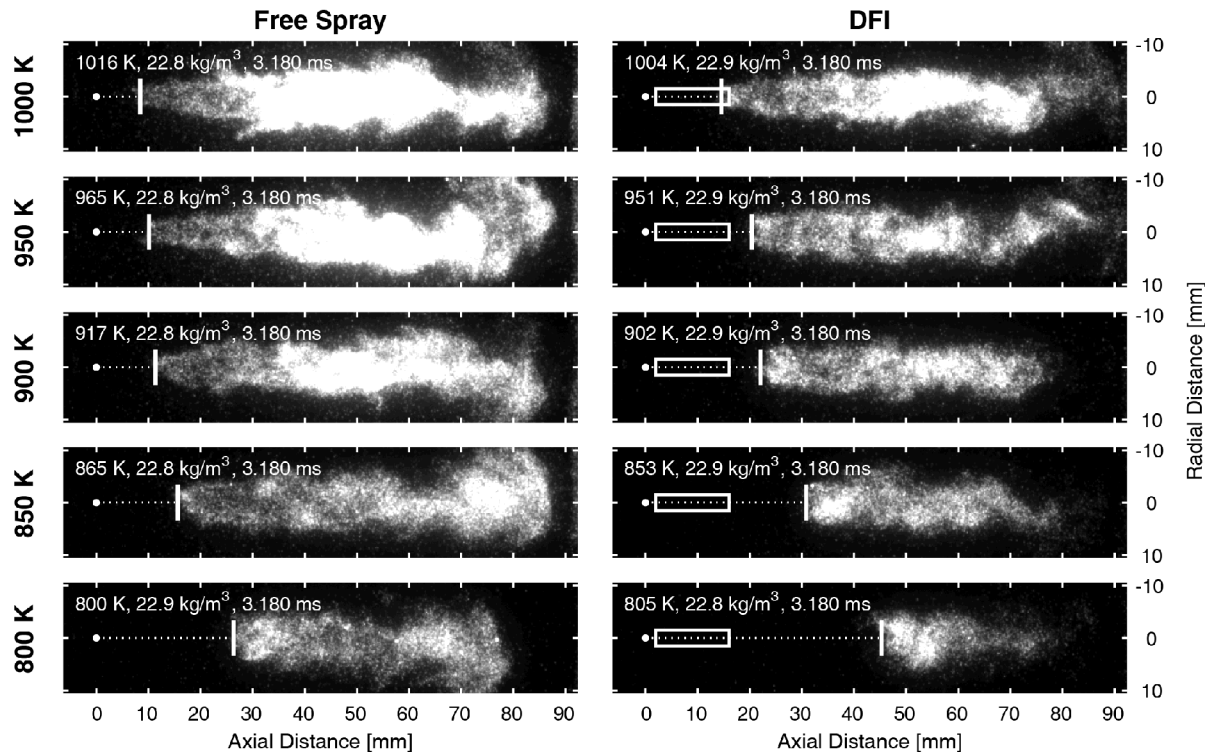 Free Spray DFI
1000 K
1016 K, 22.8 kg/m³, 3.180 ms
1004 K, 22.9 kg/m³, 3.180 ms
-10
0
10
950 K
965 K, 22.8 kg/m³, 3.180 ms
951 K, 22.9 kg/m³, 3.180 ms
-10
0
10
900 K
917 K, 22.8 kg/m³, 3.180 ms
902 K, 22.9 kg/m³, 3.180 ms
-10
0
10
Radial Distance [mm]
850 K
865 K, 22.8 kg/m³, 3.180 ms
853 K, 22.9 kg/m³, 3.180 ms
-10
0
10
800 K
800 K, 22.9 kg/m³, 3.180 ms
805 K, 22.8 kg/m³, 3.180 ms
-10
0
10
0 10 20 30 40 50 60 70 80 90
0 10 20 30 40 50 60 70 80 90
Axial Distance [mm]
Axial Distance [mm]